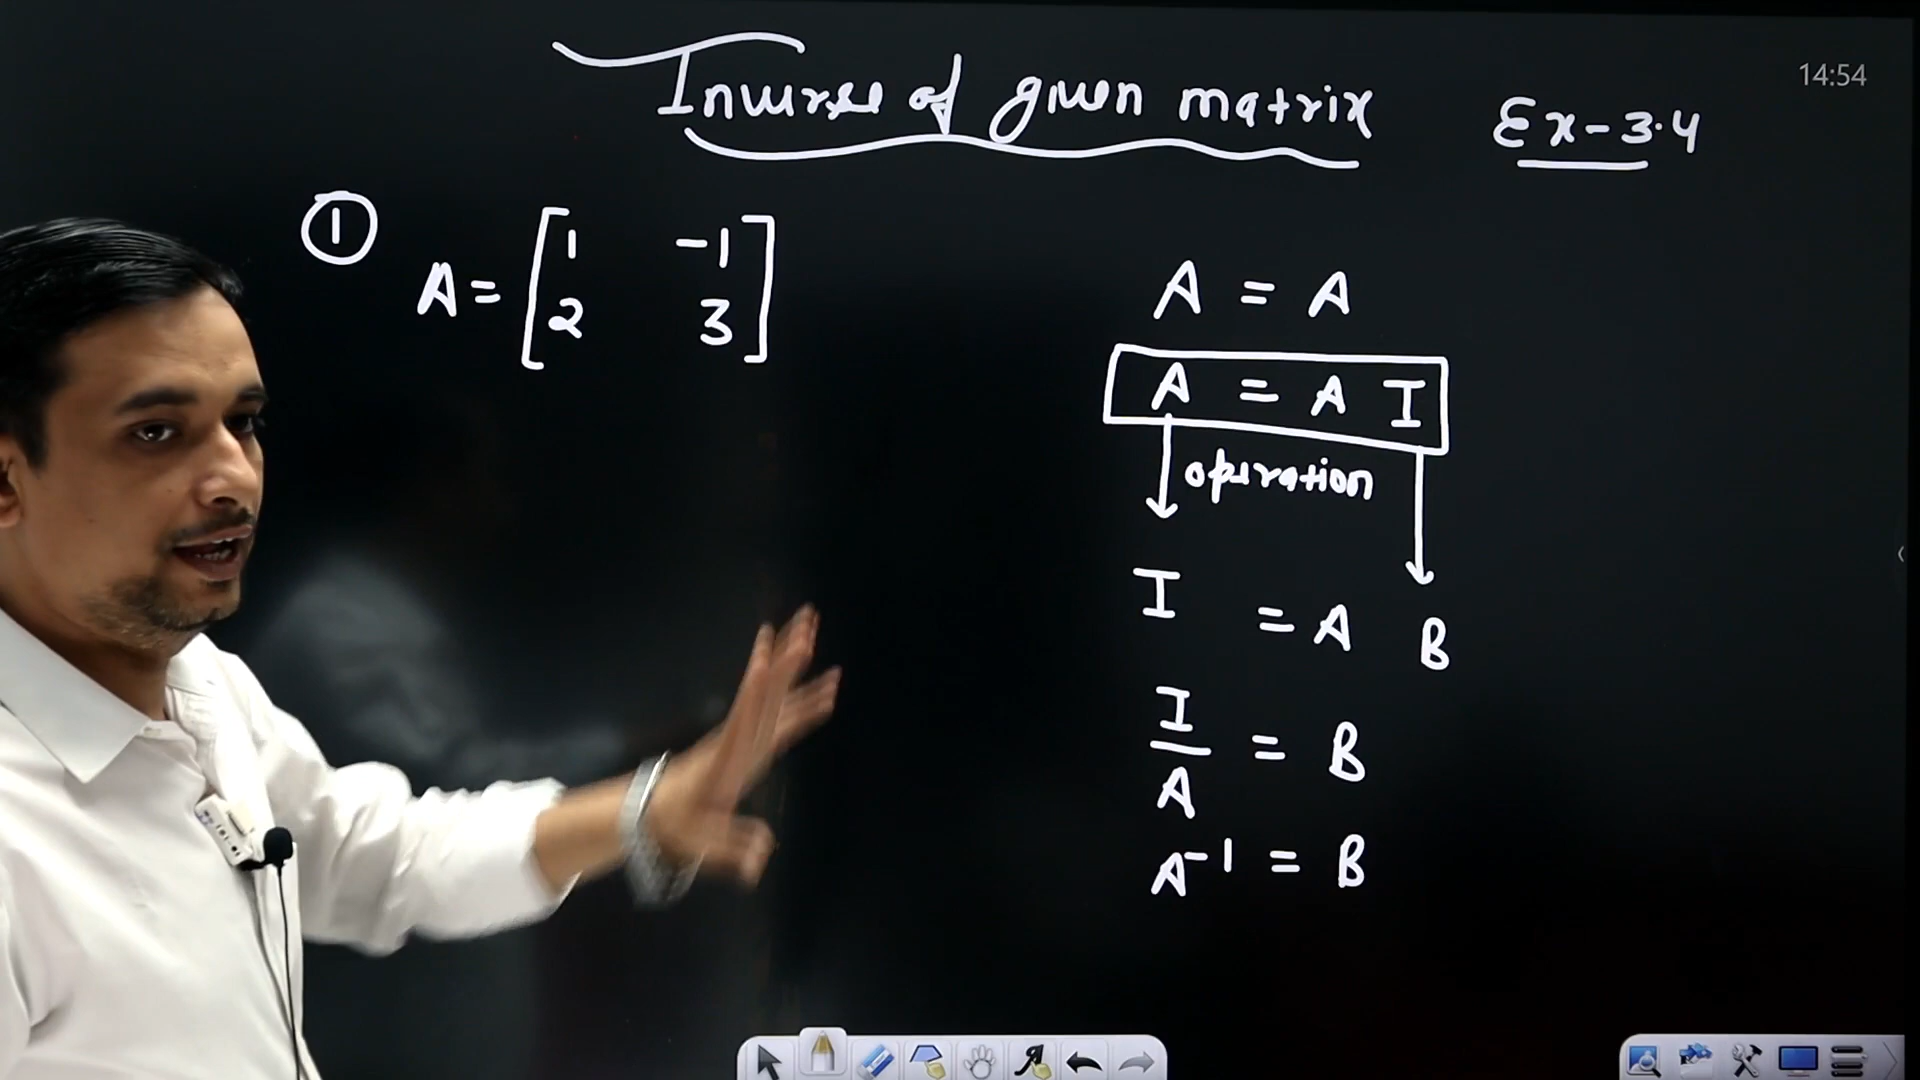 14:54
Inverse of given matrix
Ex-3.4
①
A = [ 1 -1
2 3 ]
A = A
A = A I
operation
I = A B
I/A = B
A⁻¹ = B